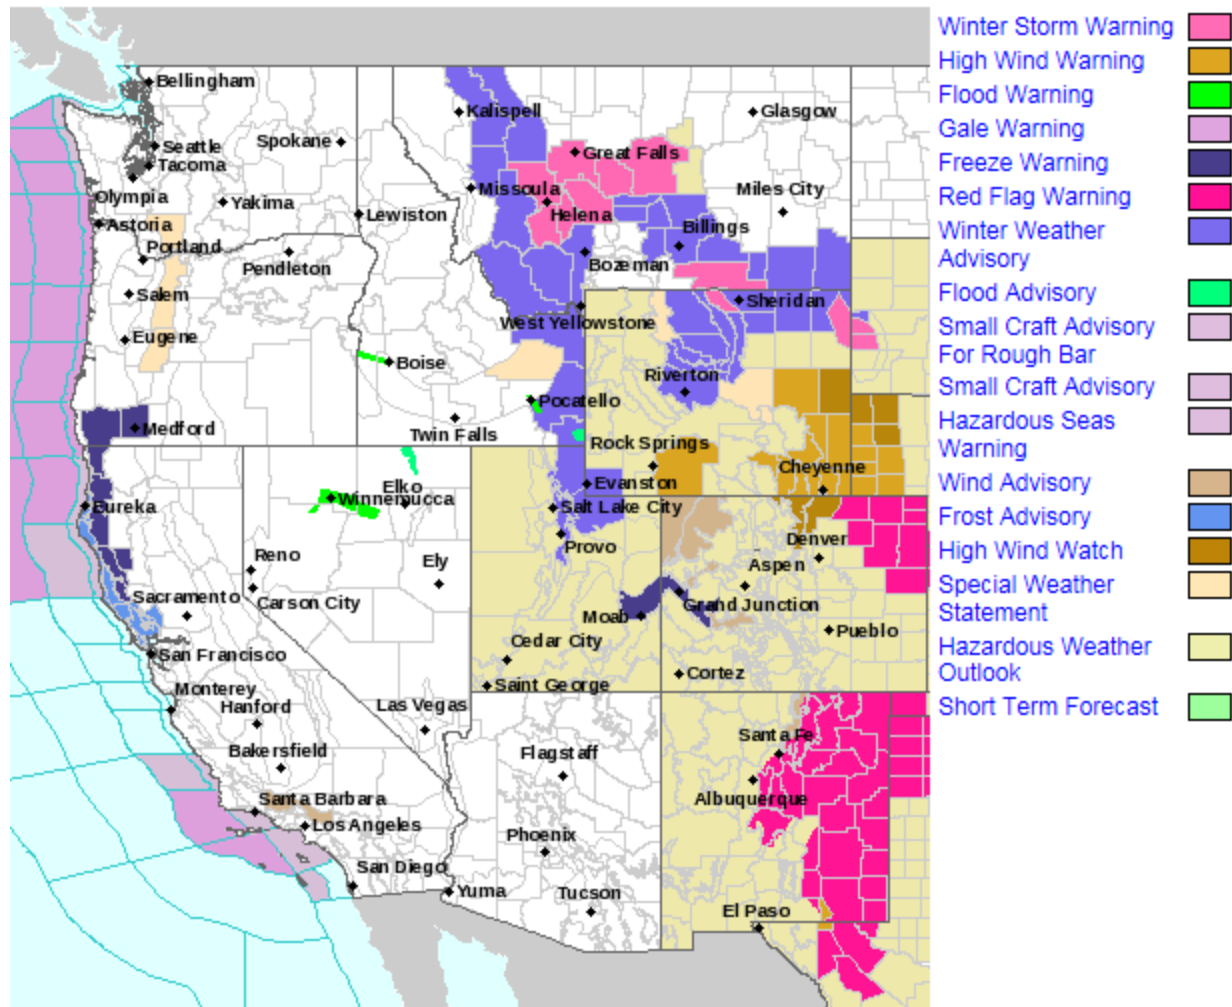 Winter Storm Warning
High Wind Warning
Flood Warning
Gale Warning
Freeze Warning
Red Flag Warning
Winter Weather
Advisory
Flood Advisory
Small Craft Advisory
For Rough Bar
Small Craft Advisory
Hazardous Seas
Warning
Wind Advisory
Frost Advisory
High Wind Watch
Special Weather
Statement
Hazardous Weather
Outlook
Short Term Forecast
Bellingham
Kalispell
Glasgow
Spokane
Seattle
Great Falls
Tacoma
Olympia
Yakima
Missoula
Miles City
Lewiston
Helena
Astoria
Billings
Portland
Pendleton
Bozeman
Salem
Sheridan
West Yellowstone
Eugene
Boise
Riverton
Pocatello
Medford
Twin Falls
Rock Springs
Cheyenne
Elko
Evanston
Winnemucca
Eureka
Salt Lake City
Denver
Provo
Reno
Ely
Aspen
Sacramento
Carson City
Grand Junction
Moab
Pueblo
Cedar City
San Francisco
Cortez
Saint George
Monterey
Hanford
Las Vegas
Santa Fe
Bakersfield
Flagstaff
Santa Barbara
Albuquerque
Los Angeles
Phoenix
San Diego
Yuma
Tucson
El Paso